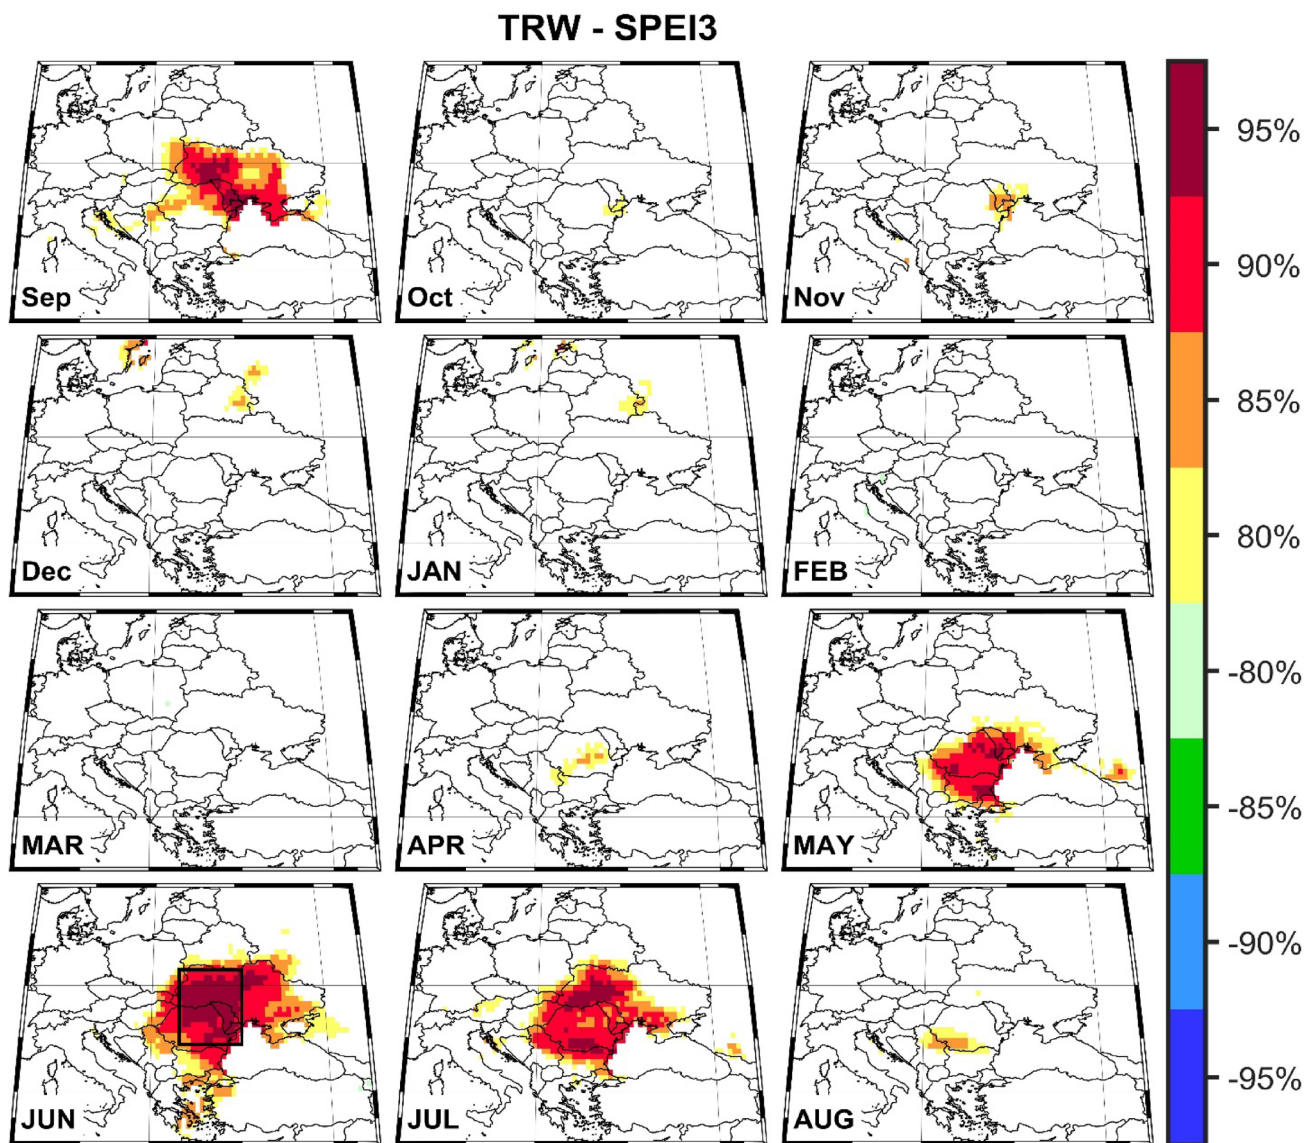 TRW - SPEI3
Sep
Oct
Nov
Dec
JAN
FEB
MAR
APR
MAY
JUN
JUL
AUG
95%
90%
85%
80%
-80%
-85%
-90%
-95%